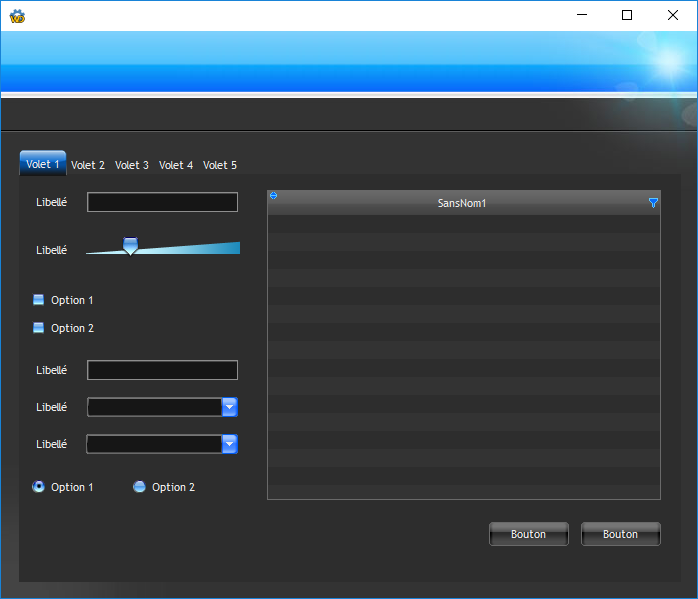 Volet 1 Volet 2 Volet 3 Volet 4 Volet 5
Libellé
SansNom1
Libellé
Option 1
Option 2
Libellé
Libellé
Libellé
Option 1 Option 2
Bouton Bouton